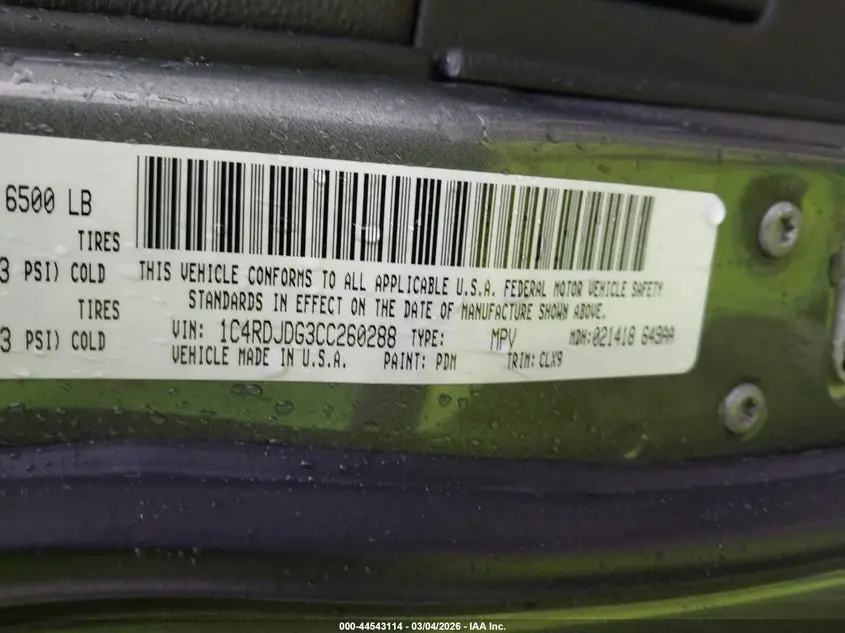 6500 LB
TIRES
3 PSI) COLD
TIRES
3 PSI) COLD
THIS VEHICLE CONFORMS TO ALL APPLICABLE U.S.A. FEDERAL MOTOR VEHICLE SAFETY
STANDARDS IN EFFECT ON THE DATE OF MANUFACTURE SHOWN ABOVE.
VIN: 1C4RDJDG3CC260288 TYPE: MPV MDH:021418 649AA
VEHICLE MADE IN U.S.A. PAINT: PDM TRIM: CLX9
000-44543114 — 03/04/2026 — IAA Inc.